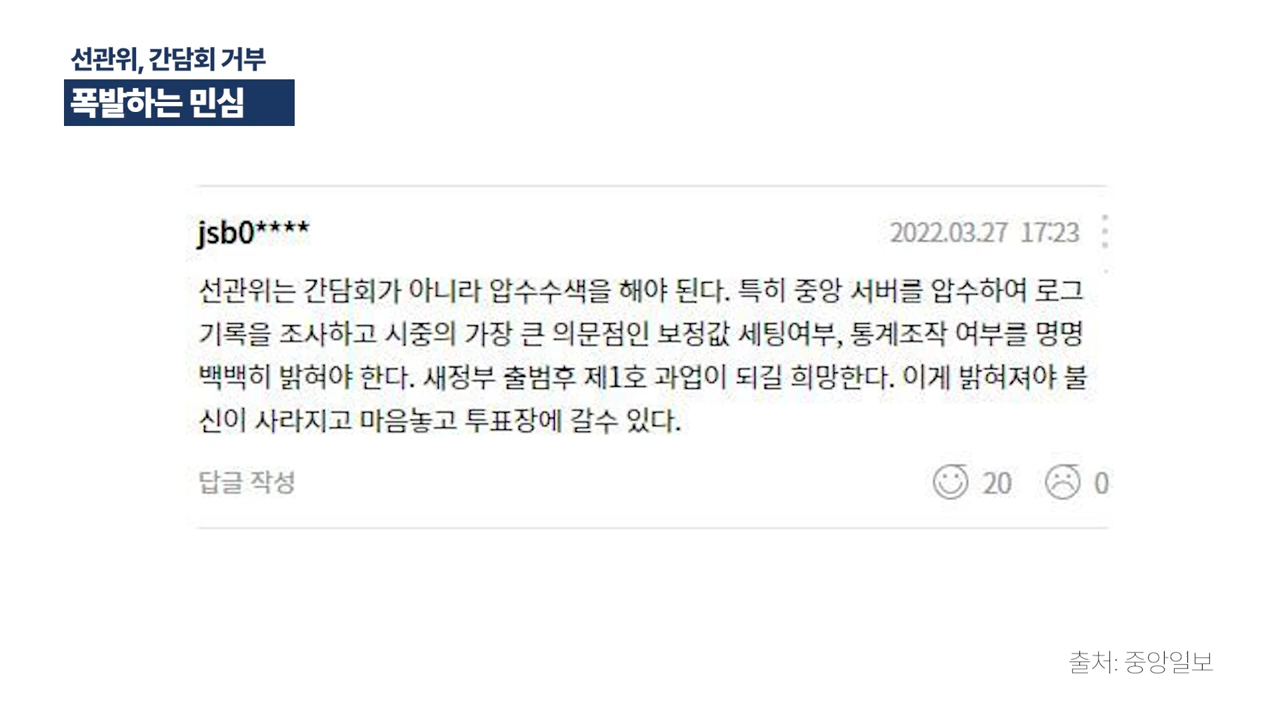 선관위, 간담회 거부
폭발하는 민심
jsb0****
2022.03.27 17:23
선관위는 간담회가 아니라 압수수색을 해야 된다. 특히 중앙 서버를 압수하여 로그
기록을 조사하고 시중의 가장 큰 의문점인 보정값 세팅여부, 통계조작 여부를 명명
백백히 밝혀야 한다. 새정부 출범후 제1호 과업이 되길 희망한다. 이게 밝혀져야 불
신이 사라지고 마음놓고 투표장에 갈수 있다.
답글 작성
20
0
출처: 중앙일보